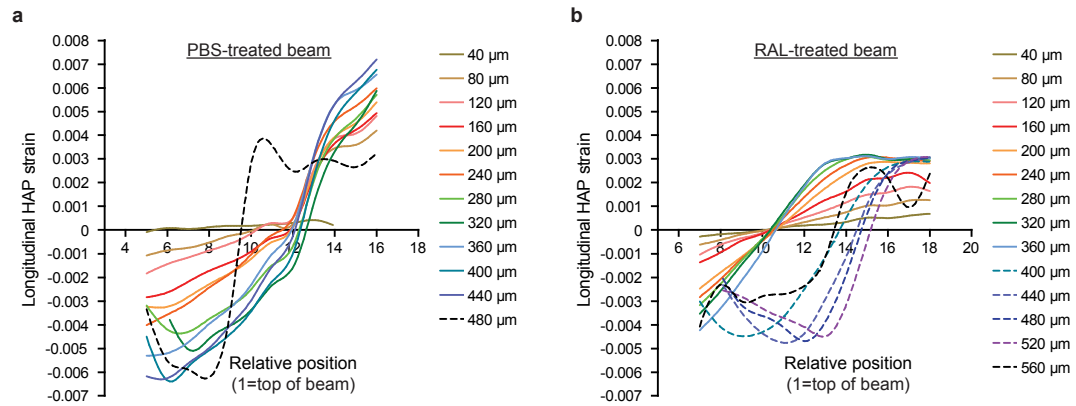 a
PBS-treated beam
Longitudinal HAP strain
0.008
0.007
0.006
0.005
0.004
0.003
0.002
0.001
0
-0.001
-0.002
-0.003
-0.004
-0.005
-0.006
-0.007
4 6 8 10 12 14 16 18
Relative position
(1=top of beam)
40 µm
80 µm
120 µm
160 µm
200 µm
240 µm
280 µm
320 µm
360 µm
400 µm
440 µm
480 µm
b
RAL-treated beam
Longitudinal HAP strain
0.008
0.007
0.006
0.005
0.004
0.003
0.002
0.001
0
-0.001
-0.002
-0.003
-0.004
-0.005
-0.006
-0.007
6 8 10 12 14 16 18 20
Relative position
(1=top of beam)
40 µm
80 µm
120 µm
160 µm
200 µm
240 µm
280 µm
320 µm
360 µm
400 µm
440 µm
480 µm
520 µm
560 µm